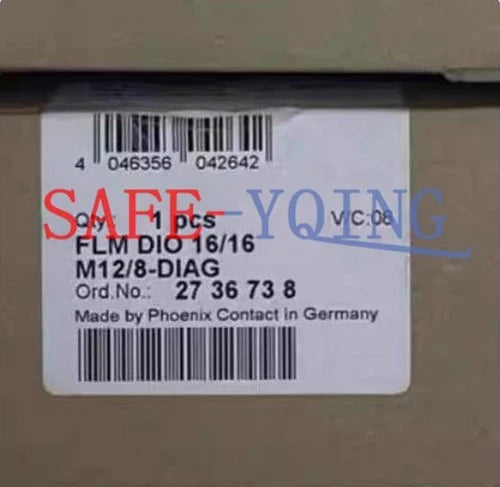 4 046356 042642
SAFE-YQING
Qty: 1 pcs V/C:08
FLM DIO 16/16
M12/8-DIAG
Ord.No.: 27 36 73 8
Made by Phoenix Contact in Germany